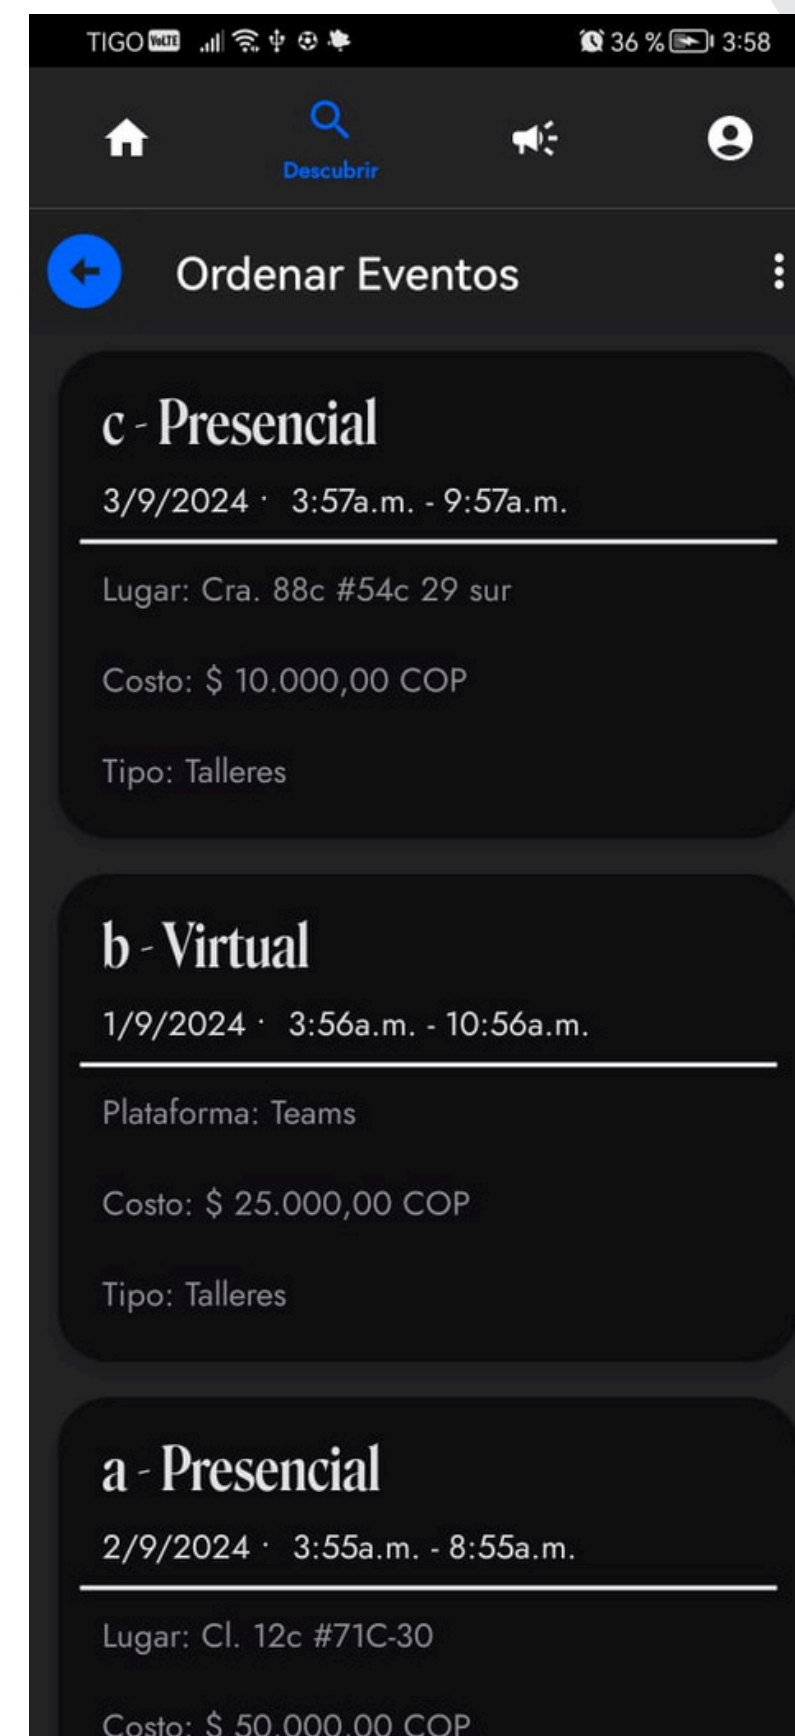 TIGO VoLTE 36 % 3:58
Descubrir
Ordenar Eventos
c - Presencial
3/9/2024 · 3:57a.m. - 9:57a.m.
Lugar: Cra. 88c #54c 29 sur
Costo: $ 10.000,00 COP
Tipo: Talleres
b - Virtual
1/9/2024 · 3:56a.m. - 10:56a.m.
Plataforma: Teams
Costo: $ 25.000,00 COP
Tipo: Talleres
a - Presencial
2/9/2024 · 3:55a.m. - 8:55a.m.
Lugar: Cl. 12c #71C-30
Costo: $ 50.000,00 COP